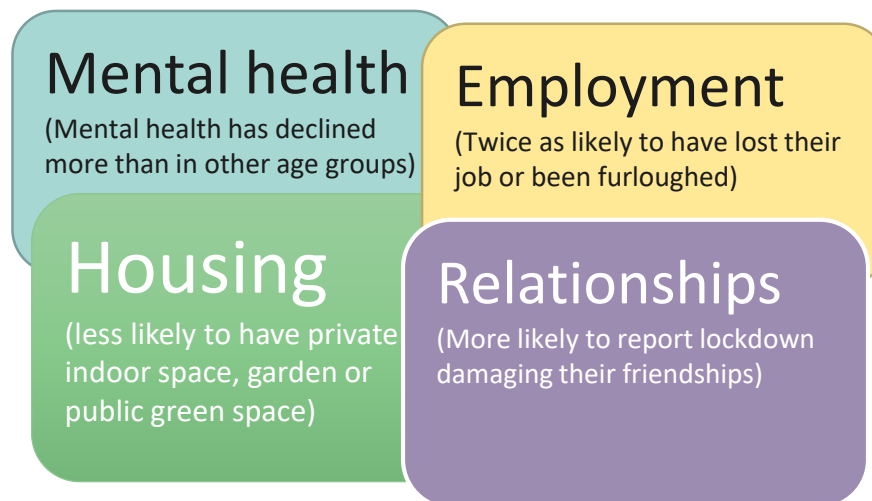 Mental health
(Mental health has declined
more than in other age groups)
Employment
(Twice as likely to have lost their
job or been furloughed)
Housing
(less likely to have private
indoor space, garden or
public green space)
Relationships
(More likely to report lockdown
damaging their friendships)